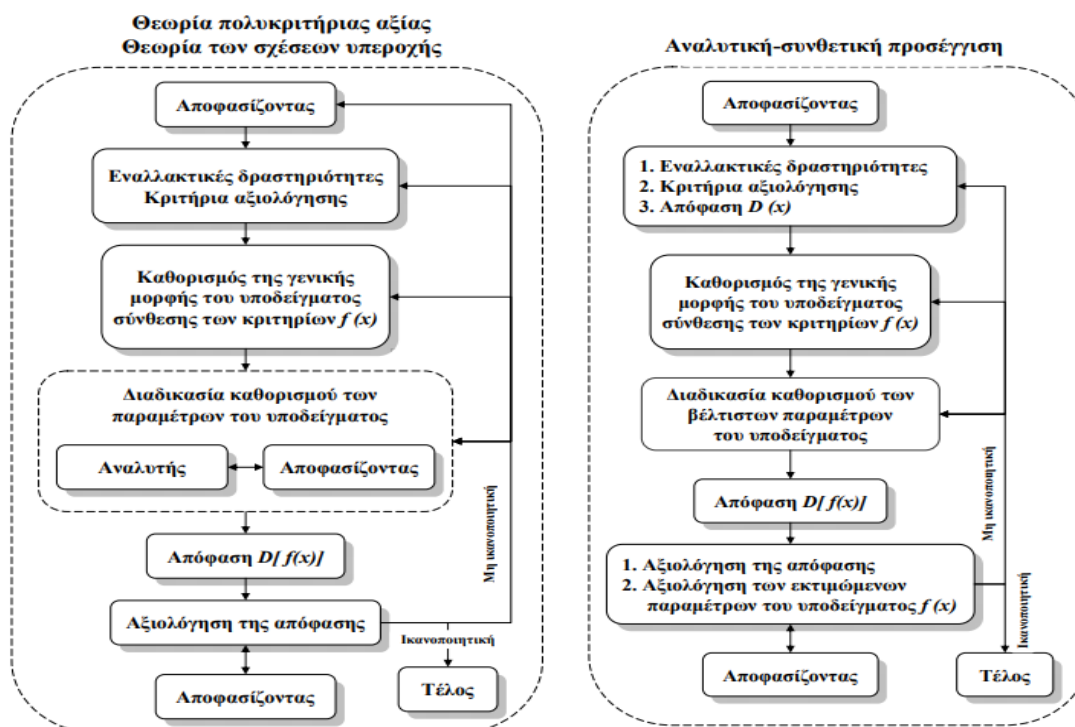 Θεωρία πολυκριτήριας αξίας
Θεωρία των σχέσεων υπεροχής
Αποφασίζοντας
Εναλλακτικές δραστηριότητες
Κριτήρια αξιολόγησης
Καθορισμός της γενικής
μορφής του υποδείγματος
σύνθεσης των κριτηρίων f (x)
Διαδικασία καθορισμού των
παραμέτρων του υποδείγματος
Αναλυτής
Αποφασίζοντας
Μη ικανοποιητική
Απόφαση D[ f(x)]
Αξιολόγηση της απόφασης
Ικανοποιητική
Αποφασίζοντας
Τέλος
Αναλυτική-συνθετική προσέγγιση
Αποφασίζοντας
1. Εναλλακτικές δραστηριότητες
2. Κριτήρια αξιολόγησης
3. Απόφαση D (x)
Καθορισμός της γενικής
μορφής του υποδείγματος
σύνθεσης των κριτηρίων f (x)
Διαδικασία καθορισμού των
βέλτιστων παραμέτρων
του υποδείγματος
Μη ικανοποιητική
Απόφαση D[ f(x)]
1. Αξιολόγηση της απόφασης
2. Αξιολόγηση των εκτιμώμενων
παραμέτρων του υποδείγματος f (x)
Ικανοποιητική
Αποφασίζοντας
Τέλος